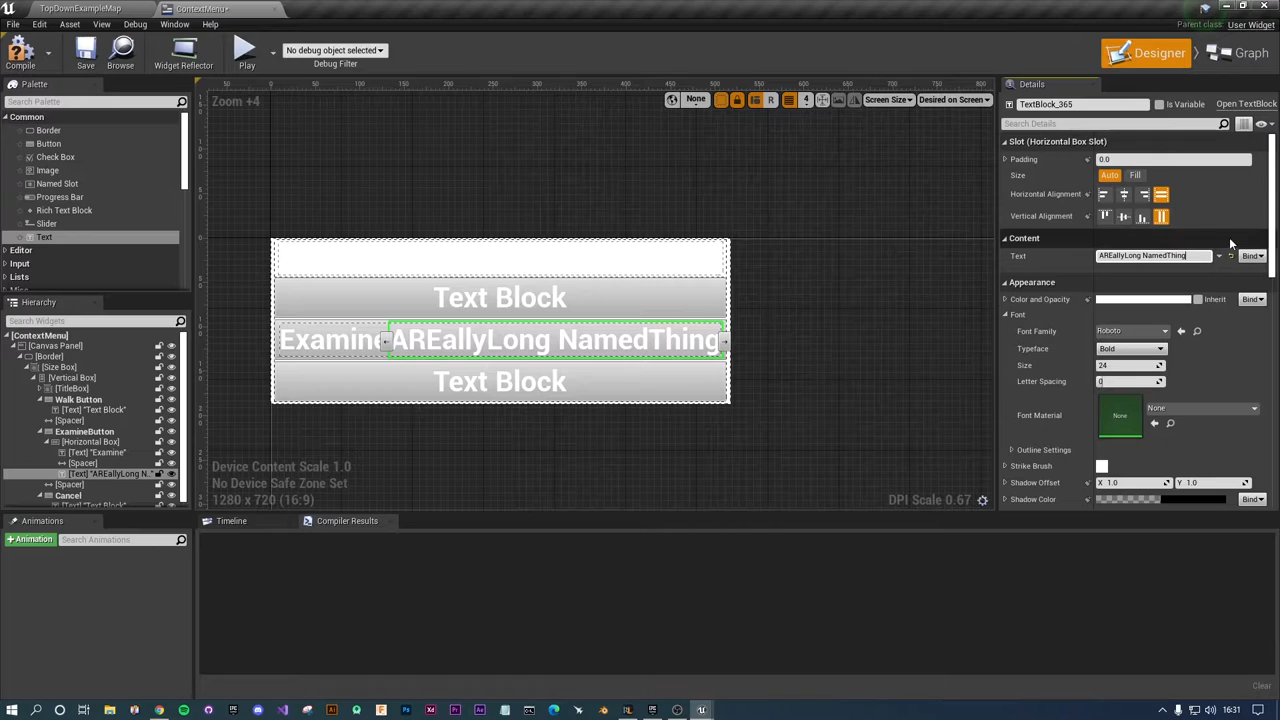 TopDownExampleMap
ContextMenu*
File Edit Asset View Debug Window Help
Parent class: User Widget
Compile
Save
Browse
Widget Reflector
Play
No debug object selected
Debug Filter
Designer
Graph
Palette
Search Palette
Common
Border
Button
Check Box
Image
Named Slot
Progress Bar
Rich Text Block
Slider
Text
Editor
Input
Lists
Hierarchy
Search Widgets
[ContextMenu]
[Canvas Panel]
[Border]
[Size Box]
[Vertical Box]
[TitleBox]
Walk Button
[Text] "Text Block"
[Spacer]
ExamineButton
[Horizontal Box]
[Text] "Examine"
[Spacer]
[Text] "AREallyLong N.."
[Spacer]
Cancel
Animations
+Animation
Search Animations
Zoom +4
None
R
4
Screen Size
Desired on Screen
Text Block
Examine AREallyLong NamedThing
Text Block
Device Content Scale 1.0
No Device Safe Zone Set
1280 x 720 (16:9)
DPI Scale 0.67
Timeline
Compiler Results
Clear
Details
TextBlock_365
Is Variable
Open TextBlock
Search Details
Slot (Horizontal Box Slot)
Padding 0.0
Size Auto Fill
Horizontal Alignment
Vertical Alignment
Content
Text AREallyLong NamedThing Bind
Appearance
Color and Opacity Inherit Bind
Font
Font Family Roboto
Typeface Bold
Size 24
Letter Spacing 0
Font Material None None
Outline Settings
Strike Brush
Shadow Offset X 1.0 Y 1.0
Shadow Color Bind
16:31